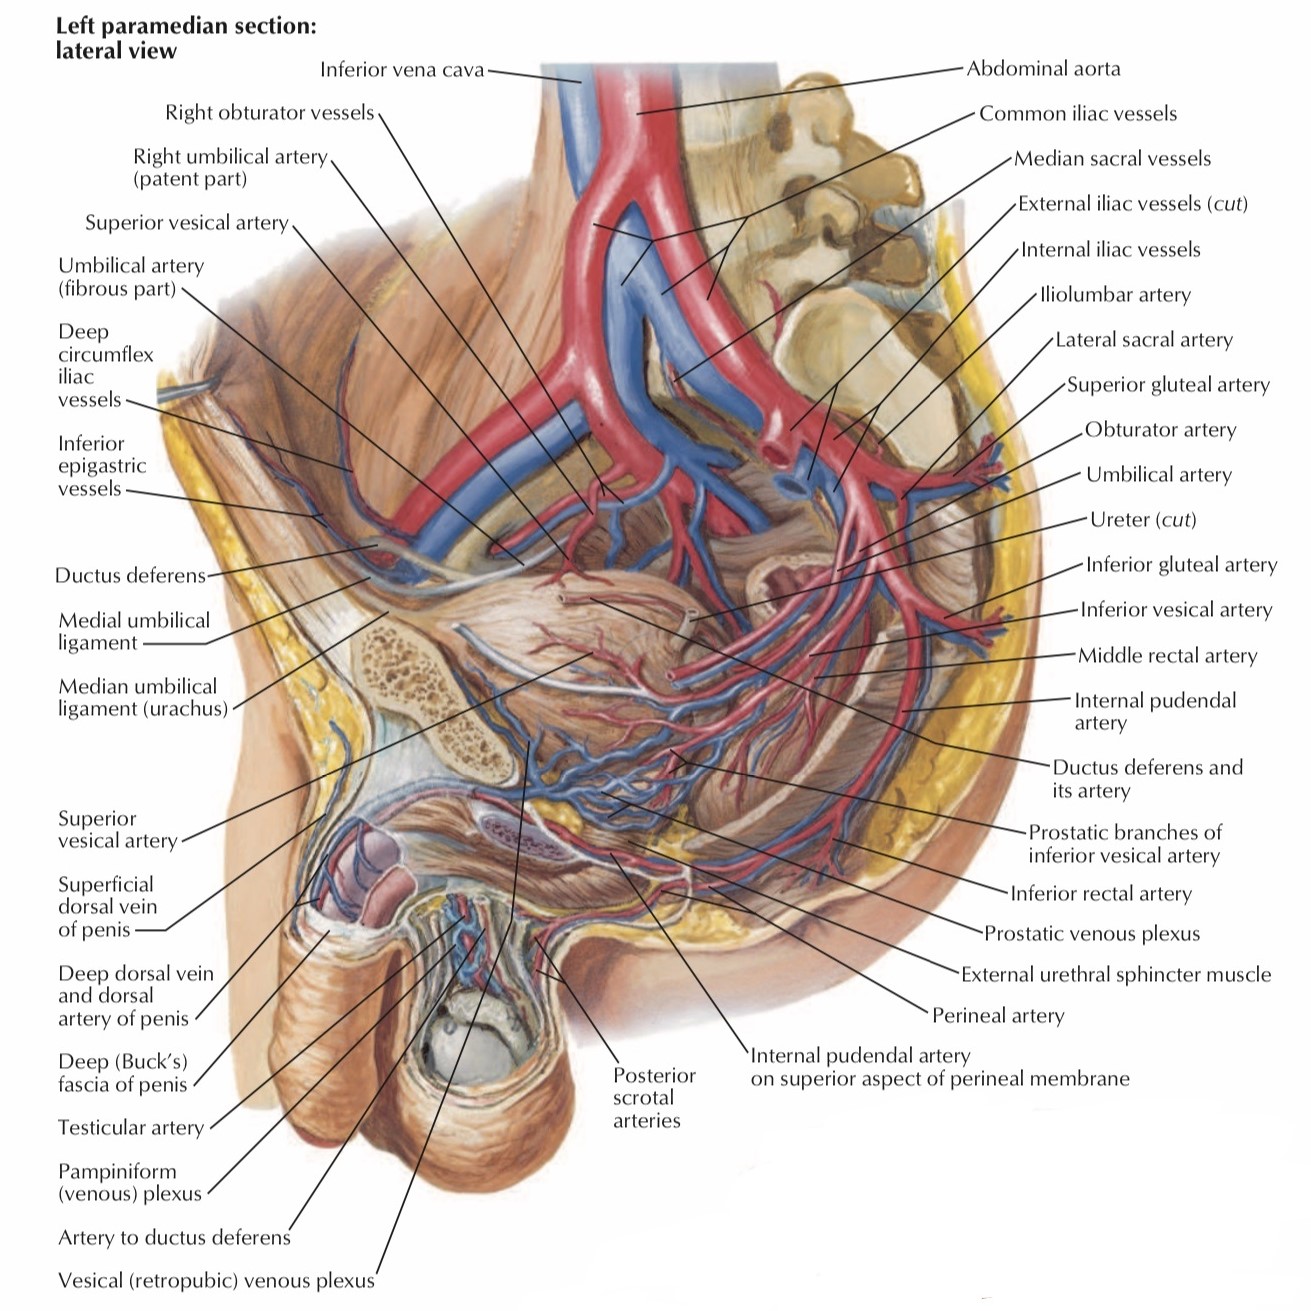 Left paramedian section:
lateral view
Inferior vena cava
Right obturator vessels
Right umbilical artery
(patent part)
Superior vesical artery
Umbilical artery
(fibrous part)
Deep
circumflex
iliac
vessels
Inferior
epigastric
vessels
Ductus deferens
Medial umbilical
ligament
Median umbilical
ligament (urachus)
Superior
vesical artery
Superficial
dorsal vein
of penis
Deep dorsal vein
and dorsal
artery of penis
Deep (Buck's)
fascia of penis
Testicular artery
Pampiniform
(venous) plexus
Artery to ductus deferens
Vesical (retropubic) venous plexus
Abdominal aorta
Common iliac vessels
Median sacral vessels
External iliac vessels (cut)
Internal iliac vessels
Iliolumbar artery
Lateral sacral artery
Superior gluteal artery
Obturator artery
Umbilical artery
Ureter (cut)
Inferior gluteal artery
Inferior vesical artery
Middle rectal artery
Internal pudendal
artery
Ductus deferens and
its artery
Prostatic branches of
inferior vesical artery
Inferior rectal artery
Prostatic venous plexus
External urethral sphincter muscle
Perineal artery
Internal pudendal artery
on superior aspect of perineal membrane
Posterior
scrotal
arteries